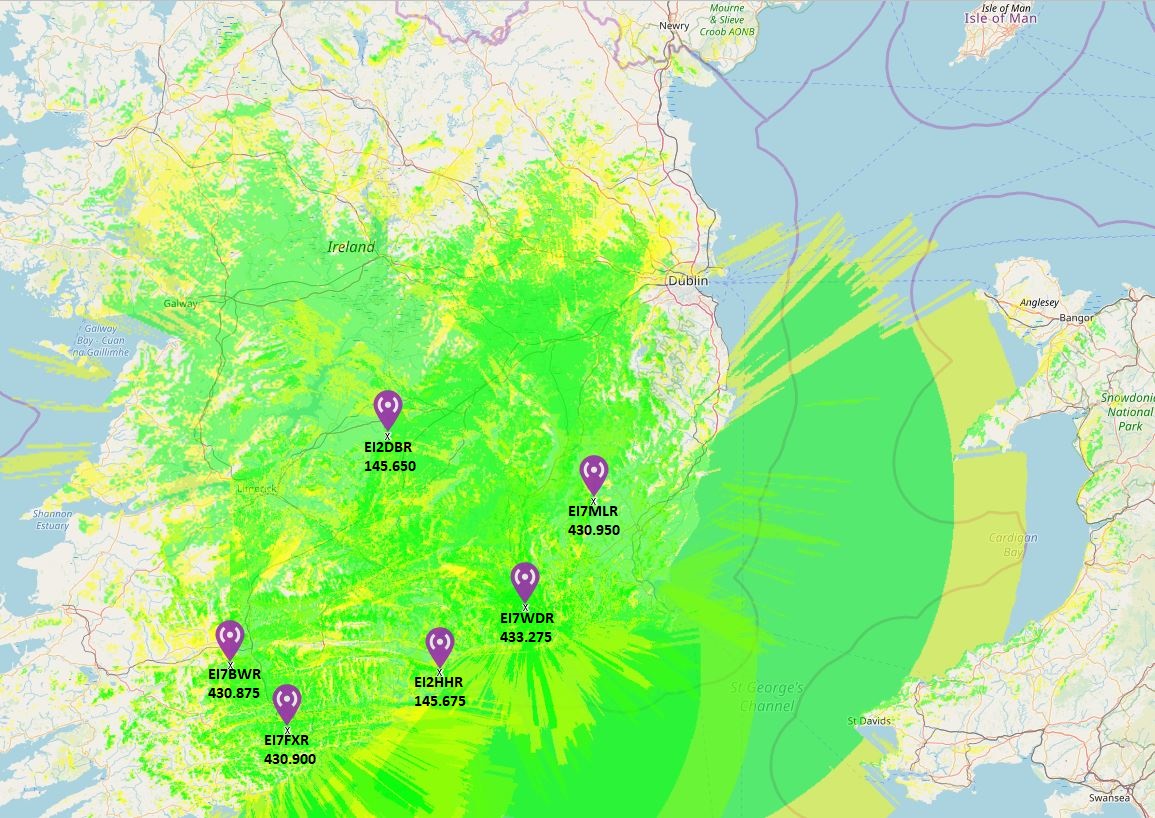 Isle of Man
Isle of Man
Mourne
& Slieve
Croob AONB
Newry
Ireland
Dublin
Galway
Galway
Bay - Cuan
na Gaillimhe
Anglesey
Bangor
Snowdonia
National
Park
EI2DBR
145.650
Limerick
Shannon
Estuary
EI7MLR
430.950
Cardigan
Bay
EI7WDR
433.275
EI7BWR
430.875
EI2HHR
145.675
St George's
Channel
St Davids
EI7FXR
430.900
Swansea